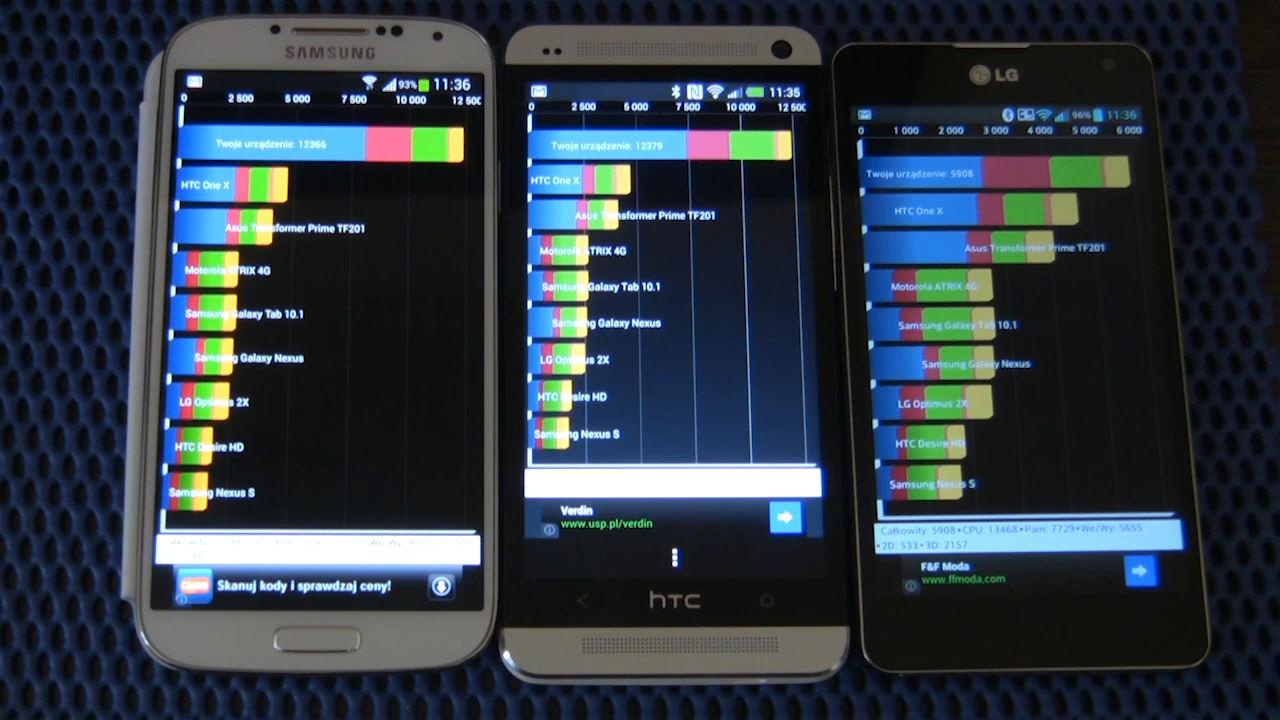 SAMSUNG
93% 11:36
0 2 500 5 000 7 500 10 000 12 500
Twoje urządzenie: 12366
HTC One X
Asus Transformer Prime TF201
Motorola ATRIX 4G
Samsung Galaxy Tab 10.1
Samsung Galaxy Nexus
LG Optimus 2X
HTC Desire HD
Samsung Nexus S
Skanuj kody i sprawdzaj ceny!
11:35
0 2 500 5 000 7 500 10 000 12 500
Twoje urządzenie: 12379
HTC One X
Asus Transformer Prime TF201
Motorola ATRIX 4G
Samsung Galaxy Tab 10.1
Samsung Galaxy Nexus
LG Optimus 2X
HTC Desire HD
Samsung Nexus S
Verdin
www.usp.pl/verdin
hTC
LG
96% 11:36
0 1 000 2 000 3 000 4 000 5 000 6 000
Twoje urządzenie: 5908
HTC One X
Asus Transformer Prime TF201
Motorola ATRIX 4G
Samsung Galaxy Tab 10.1
Samsung Galaxy Nexus
LG Optimus 2X
HTC Desire HD
Samsung Nexus S
Całkowity: 5908 • CPU: 13468 • Pam: 7729 • We/Wy: 5655
• 2D: 533 • 3D: 2157
F&F Moda
www.ffmoda.com